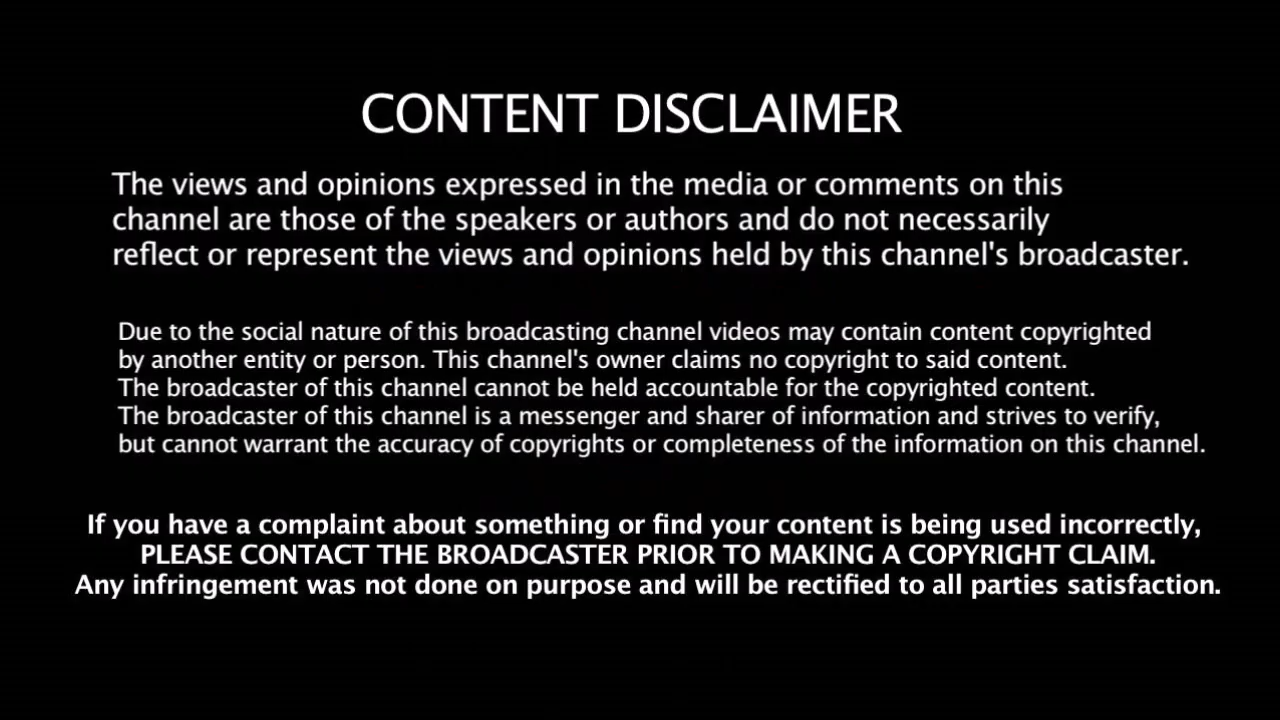 CONTENT DISCLAIMER
The views and opinions expressed in the media or comments on this
channel are those of the speakers or authors and do not necessarily
reflect or represent the views and opinions held by this channel's broadcaster.
Due to the social nature of this broadcasting channel videos may contain content copyrighted
by another entity or person. This channel's owner claims no copyright to said content.
The broadcaster of this channel cannot be held accountable for the copyrighted content.
The broadcaster of this channel is a messenger and sharer of information and strives to verify,
but cannot warrant the accuracy of copyrights or completeness of the information on this channel.
If you have a complaint about something or find your content is being used incorrectly,
PLEASE CONTACT THE BROADCASTER PRIOR TO MAKING A COPYRIGHT CLAIM.
Any infringement was not done on purpose and will be rectified to all parties satisfaction.